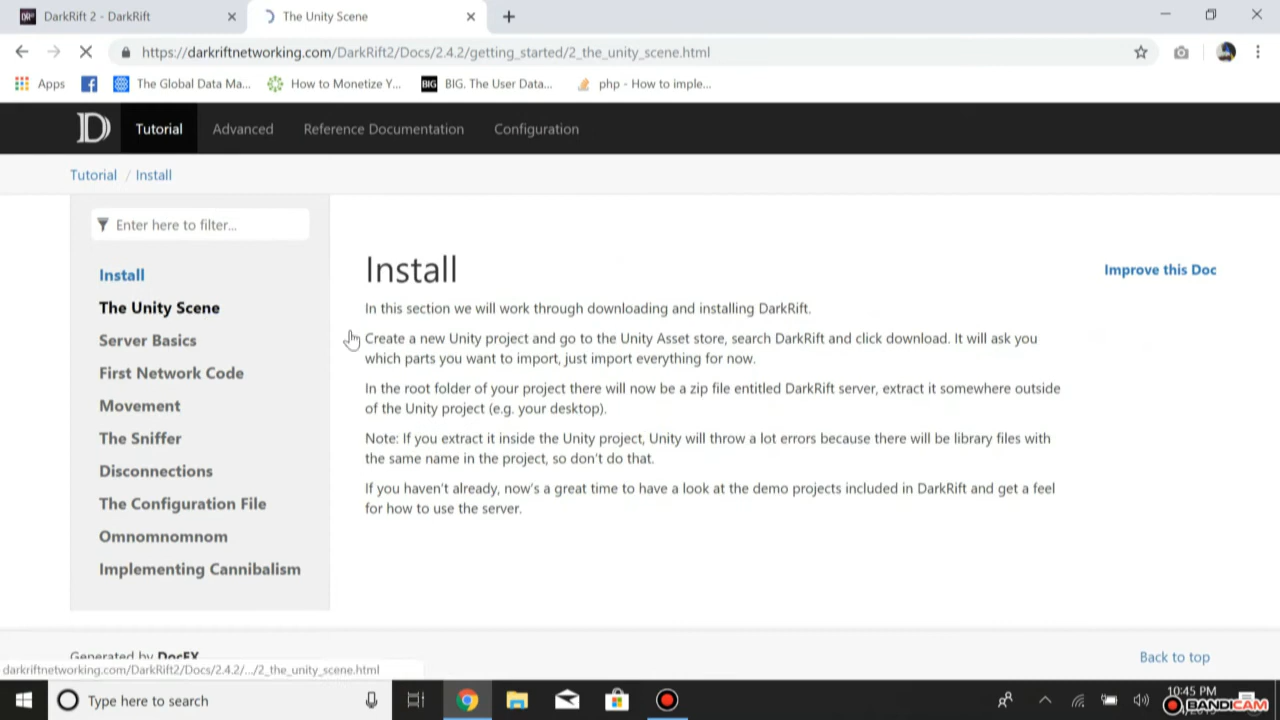 DarkRift 2 - DarkRift
The Unity Scene
https://darkriftnetworking.com/DarkRift2/Docs/2.4.2/getting_started/2_the_unity_scene.html
Apps
The Global Data Ma...
How to Monetize Y...
BIG BIG. The User Data...
php - How to imple...
D
Tutorial
Advanced
Reference Documentation
Configuration
Tutorial / Install
Enter here to filter...
Install
The Unity Scene
Server Basics
First Network Code
Movement
The Sniffer
Disconnections
The Configuration File
Omnomnomnom
Implementing Cannibalism
Install
Improve this Doc
In this section we will work through downloading and installing DarkRift.
Create a new Unity project and go to the Unity Asset store, search DarkRift and click download. It will ask you
which parts you want to import, just import everything for now.
In the root folder of your project there will now be a zip file entitled DarkRift server, extract it somewhere outside
of the Unity project (e.g. your desktop).
Note: If you extract it inside the Unity project, Unity will throw a lot errors because there will be library files with
the same name in the project, so don't do that.
If you haven't already, now's a great time to have a look at the demo projects included in DarkRift and get a feel
for how to use the server.
Generated by DocFX
Back to top
darkriftnetworking.com/DarkRift2/Docs/2.4.2/.../2_the_unity_scene.html
Type here to search
10:45 PM
BANDICAM